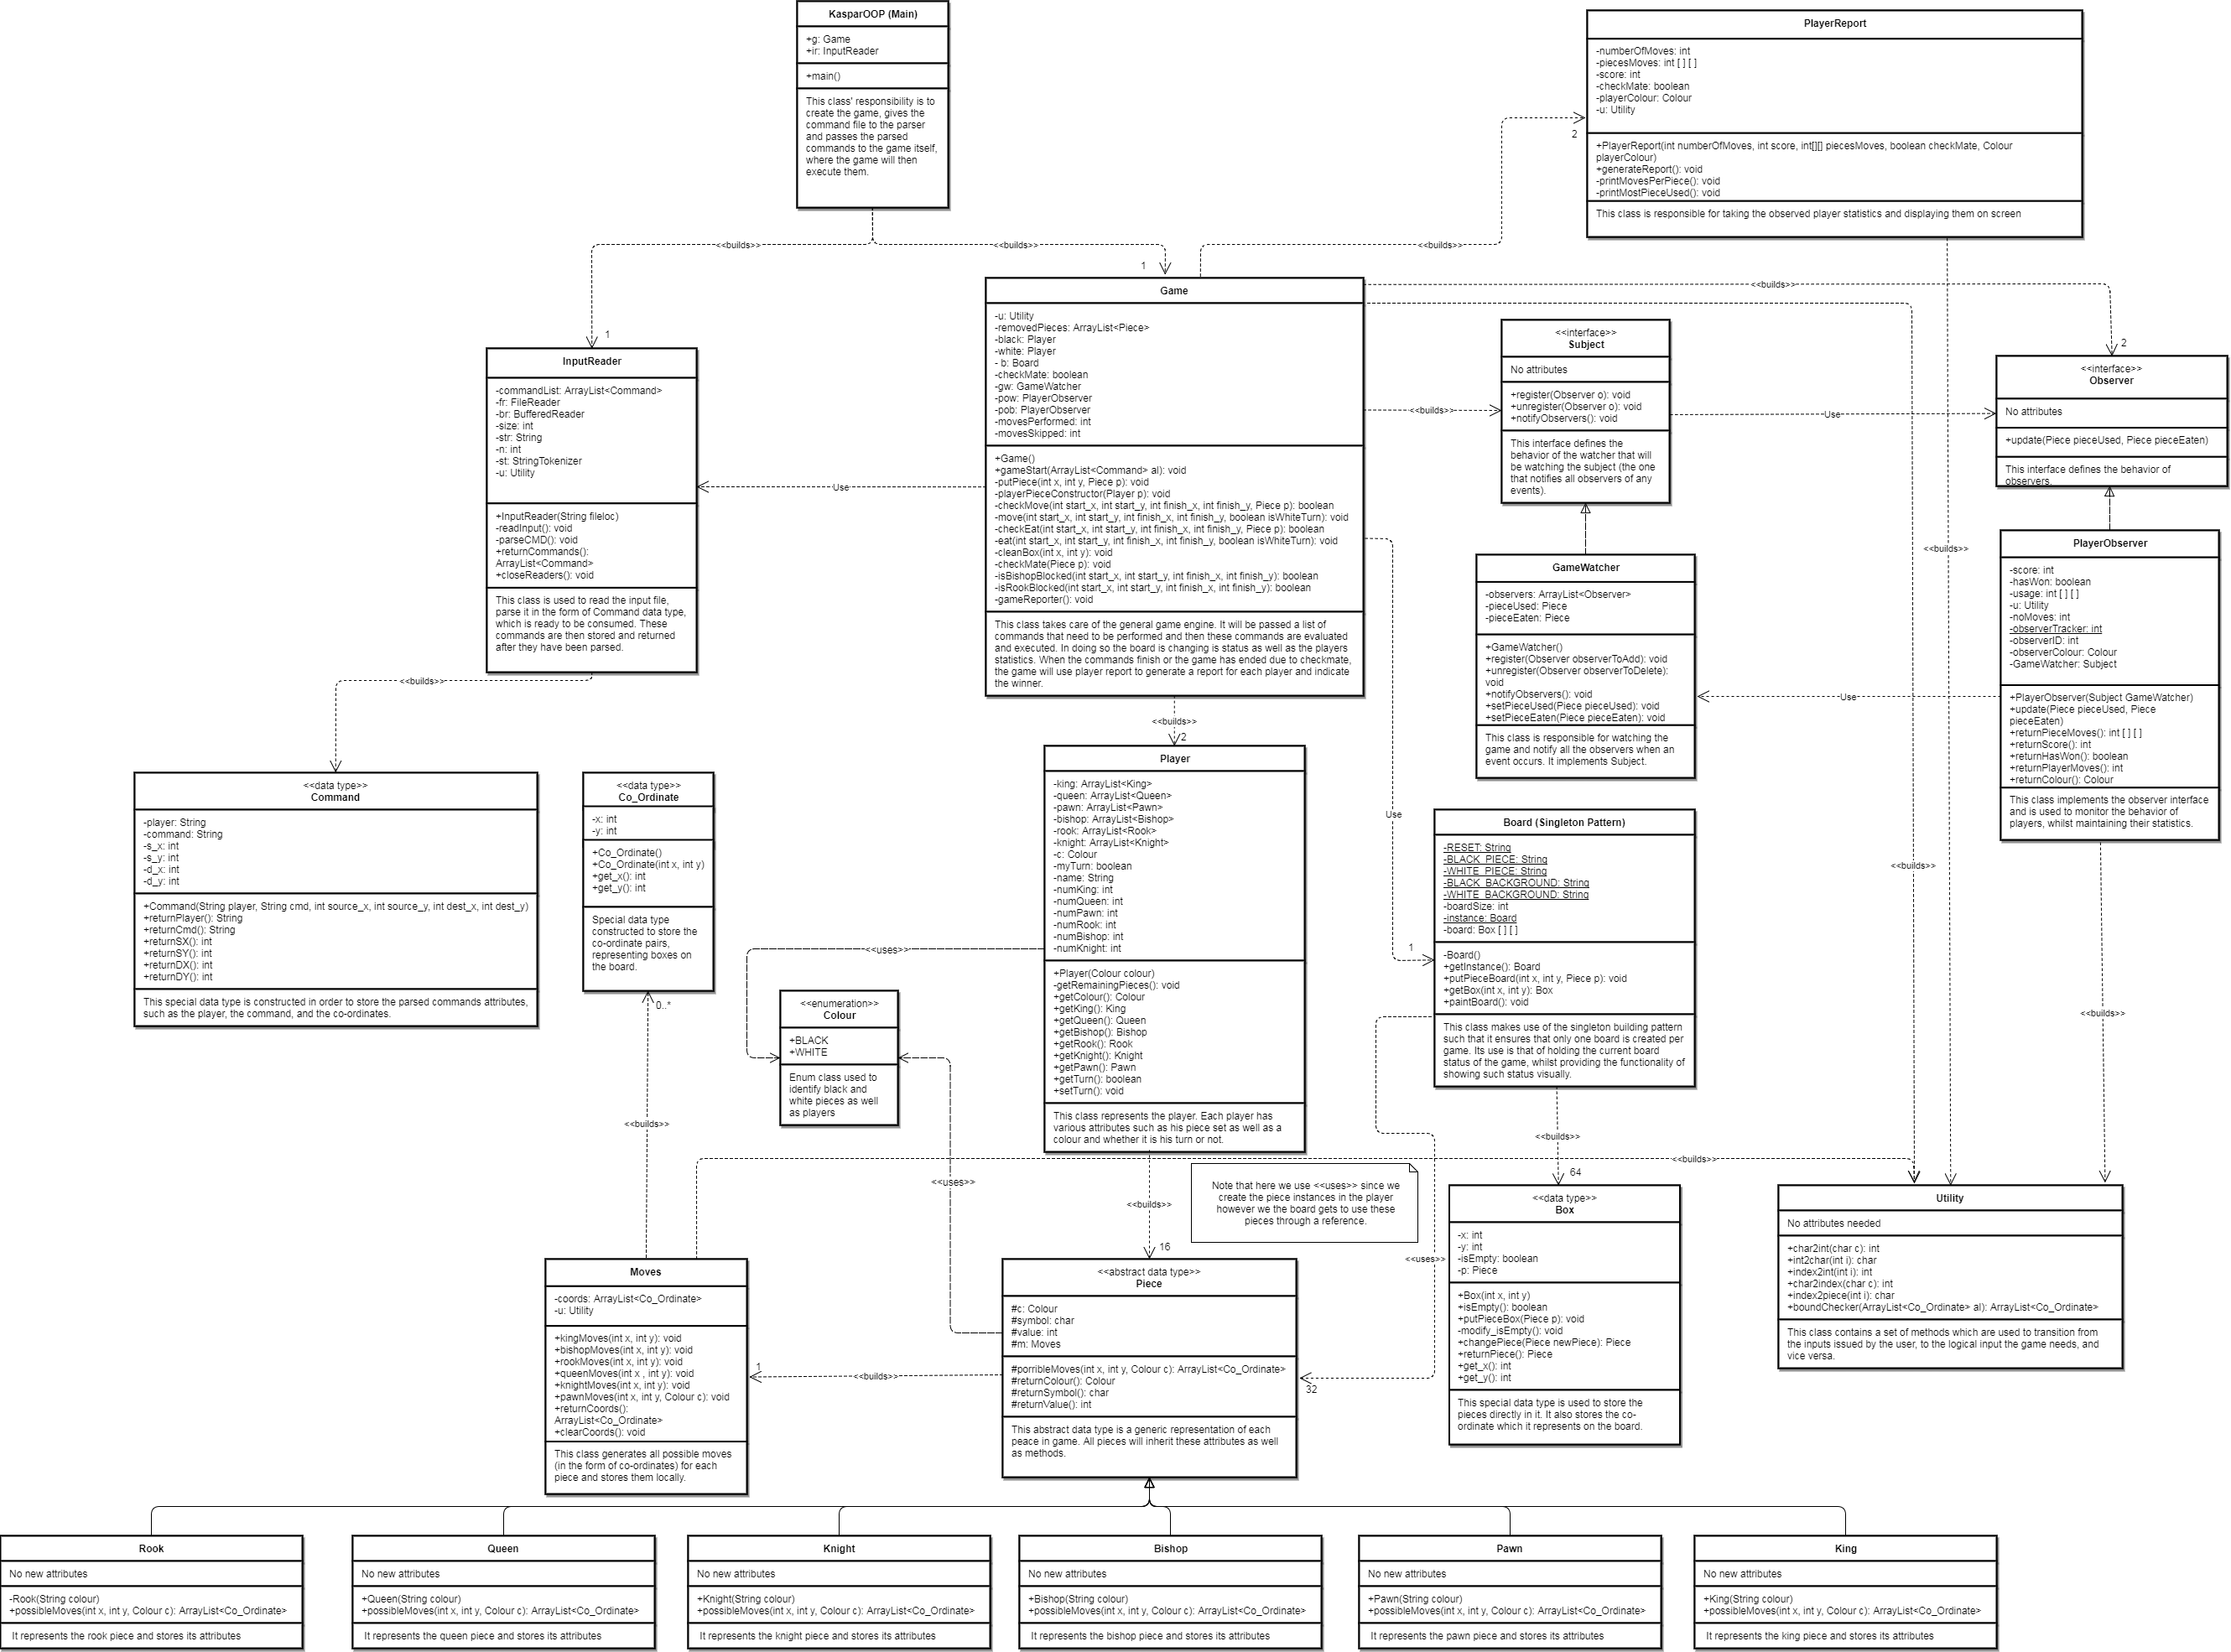 KasparOOP (Main)
+g: Game
+ir: InputReader
+main()
This class' responsibility is to
create the game, gives the
command file to the parser
and passes the parsed
commands to the game itself,
where the game will then
execute them.
PlayerReport
-numberOfMoves: int
-piecesMoves: int [ ] [ ]
-score: int
-checkMate: boolean
-playerColour: Colour
-u: Utility
+PlayerReport(int numberOfMoves, int score, int[][] piecesMoves, boolean checkMate, Colour
playerColour)
+generateReport(): void
-printMovesPerPiece(): void
-printMostPieceUsed(): void
This class is responsible for taking the observed player statistics and displaying them on screen
2
<<builds>>
<<builds>>
<<builds>>
1
1
<<builds>>
2
Game
-u: Utility
-removedPieces: ArrayList<Piece>
-black: Player
-white: Player
- b: Board
-checkMate: boolean
-gw: GameWatcher
-pow: PlayerObserver
-pob: PlayerObserver
-movesPerformed: int
-movesSkipped: int
+Game()
+gameStart(ArrayList<Command> al): void
-putPiece(int x, int y, Piece p): void
-playerPieceConstructor(Player p): void
-checkMove(int start_x, int start_y, int finish_x, int finish_y, Piece p): boolean
-move(int start_x, int start_y, int finish_x, int finish_y, boolean isWhiteTurn): void
-checkEat(int start_x, int start_y, int finish_x, int finish_y, Piece p): boolean
-eat(int start_x, int start_y, int finish_x, int finish_y, boolean isWhiteTurn): void
-cleanBox(int x, int y): void
-checkMate(Piece p): void
-isBishopBlocked(int start_x, int start_y, int finish_x, int finish_y): boolean
-isRookBlocked(int start_x, int start_y, int finish_x, int finish_y): boolean
-gameReporter(): void
This class takes care of the general game engine. It will be passed a list of
commands that need to be performed and then these commands are evaluated
and executed. In doing so the board is changing is status as well as the players
statistics. When the commands finish or the game has ended due to checkmate,
the game will use player report to generate a report for each player and indicate
the winner.
InputReader
-commandList: ArrayList<Command>
-fr: FileReader
-br: BufferedReader
-size: int
-str: String
-n: int
-st: StringTokenizer
-u: Utility
+InputReader(String fileloc)
-readInput(): void
-parseCMD(): void
+returnCommands():
ArrayList<Command>
+closeReaders(): void
This class is used to read the input file,
parse it in the form of Command data type,
which is ready to be consumed. These
commands are then stored and returned
after they have been parsed.
Use
<<builds>>
<<interface>>
Subject
No attributes
+register(Observer o): void
+unregister(Observer o): void
+notifyObservers(): void
This interface defines the
behavior of the watcher that will
be watching the subject (the one
that notifies all observers of any
events).
Use
<<interface>>
Observer
No attributes
+update(Piece pieceUsed, Piece pieceEaten)
This interface defines the behavior of
observers.
<<builds>>
GameWatcher
-observers: ArrayList<Observer>
-pieceUsed: Piece
-pieceEaten: Piece
+GameWatcher()
+register(Observer observerToAdd): void
+unregister(Observer observerToDelete):
void
+notifyObservers(): void
+setPieceUsed(Piece pieceUsed): void
+setPieceEaten(Piece pieceEaten): void
This class is responsible for watching the
game and notify all the observers when an
event occurs. It implements Subject.
Use
PlayerObserver
-score: int
-hasWon: boolean
-usage: int [ ] [ ]
-u: Utility
-noMoves: int
-observerTracker: int
-observerID: int
-observerColour: Colour
-GameWatcher: Subject
+PlayerObserver(Subject GameWatcher)
+update(Piece pieceUsed, Piece
pieceEaten)
+returnPieceMoves(): int [ ] [ ]
+returnScore(): int
+returnHasWon(): boolean
+returnPlayerMoves(): int
+returnColour(): Colour
This class implements the observer interface
and is used to monitor the behavior of
players, whilst maintaining their statistics.
<<builds>>
<<builds>>
2
<<data type>>
Command
-player: String
-command: String
-s_x: int
-s_y: int
-d_x: int
-d_y: int
+Command(String player, String cmd, int source_x, int source_y, int dest_x, int dest_y)
+returnPlayer(): String
+returnCmd(): String
+returnSX(): int
+returnSY(): int
+returnDX(): int
+returnDY(): int
This special data type is constructed in order to store the parsed commands attributes,
such as the player, the command, and the co-ordinates.
<<data type>>
Co_Ordinate
-x: int
-y: int
+Co_Ordinate()
+Co_Ordinate(int x, int y)
+get_x(): int
+get_y(): int
Special data type
constructed to store the
co-ordinate pairs,
representing boxes on
the board.
0..*
<<builds>>
<<enumeration>>
Colour
+BLACK
+WHITE
Enum class used to
identify black and
white pieces as well
as players
<<uses>>
<<uses>>
Player
-king: ArrayList<King>
-queen: ArrayList<Queen>
-pawn: ArrayList<Pawn>
-bishop: ArrayList<Bishop>
-rook: ArrayList<Rook>
-knight: ArrayList<Knight>
-c: Colour
-myTurn: boolean
-name: String
-numKing: int
-numQueen: int
-numPawn: int
-numRook: int
-numBishop: int
-numKnight: int
+Player(Colour colour)
-getRemainingPieces(): void
+getColour(): Colour
+getKing(): King
+getQueen(): Queen
+getBishop(): Bishop
+getRook(): Rook
+getKnight(): Knight
+getPawn(): Pawn
+getTurn(): boolean
+setTurn(): void
This class represents the player. Each player has
various attributes such as his piece set as well as a
colour and whether it is his turn or not.
Use
1
Board (Singleton Pattern)
-RESET: String
-BLACK_PIECE: String
-WHITE_PIECE: String
-BLACK_BACKGROUND: String
-WHITE_BACKGROUND: String
-boardSize: int
-instance: Board
-board: Box [ ] [ ]
-Board()
+getInstance(): Board
+putPieceBoard(int x, int y, Piece p): void
+getBox(int x, int y): Box
+paintBoard(): void
This class makes use of the singleton building pattern
such that it ensures that only one board is created per
game. Its use is that of holding the current board
status of the game, whilst providing the functionality of
showing such status visually.
<<builds>>
<<builds>>
<<builds>>
<<builds>>
64
<<builds>>
<<builds>>
16
Note that here we use <<uses>> since we
create the piece instances in the player
however we the board gets to use these
pieces through a reference.
<<uses>>
32
<<data type>>
Box
-x: int
-y: int
-isEmpty: boolean
-p: Piece
+Box(int x, int y)
+isEmpty(): boolean
+putPieceBox(Piece p): void
-modify_isEmpty(): void
+changePiece(Piece newPiece): Piece
+returnPiece(): Piece
+get_x(): int
+get_y(): int
This special data type is used to store the
pieces directly in it. It also stores the co-
ordinate which it represents on the board.
Utility
No attributes needed
+char2int(char c): int
+int2char(int i): char
+index2int(int i): int
+char2index(char c): int
+index2piece(int i): char
+boundChecker(ArrayList<Co_Ordinate> al): ArrayList<Co_Ordinate>
This class contains a set of methods which are used to transition from
the inputs issued by the user, to the logical input the game needs, and
vice versa.
Moves
-coords: ArrayList<Co_Ordinate>
-u: Utility
+kingMoves(int x, int y): void
+bishopMoves(int x, int y): void
+rookMoves(int x, int y): void
+queenMoves(int x , int y): void
+knightMoves(int x, int y): void
+pawnMoves(int x, int y, Colour c): void
+returnCoords():
ArrayList<Co_Ordinate>
+clearCoords(): void
This class generates all possible moves
(in the form of co-ordinates) for each
piece and stores them locally.
1
<<builds>>
<<abstract data type>>
Piece
#c: Colour
#symbol: char
#value: int
#m: Moves
#porribleMoves(int x, int y, Colour c): ArrayList<Co_Ordinate>
#returnColour(): Colour
#returnSymbol(): char
#returnValue(): int
This abstract data type is a generic representation of each
peace in game. All pieces will inherit these attributes as well
as methods.
Rook
No new attributes
-Rook(String colour)
+possibleMoves(int x, int y, Colour c): ArrayList<Co_Ordinate>
It represents the rook piece and stores its attributes
Queen
No new attributes
+Queen(String colour)
+possibleMoves(int x, int y, Colour c): ArrayList<Co_Ordinate>
It represents the queen piece and stores its attributes
Knight
No new attributes
+Knight(String colour)
+possibleMoves(int x, int y, Colour c): ArrayList<Co_Ordinate>
It represents the knight piece and stores its attributes
Bishop
No new attributes
+Bishop(String colour)
+possibleMoves(int x, int y, Colour c): ArrayList<Co_Ordinate>
It represents the bishop piece and stores its attributes
Pawn
No new attributes
+Pawn(String colour)
+possibleMoves(int x, int y, Colour c): ArrayList<Co_Ordinate>
It represents the pawn piece and stores its attributes
King
No new attributes
+King(String colour)
+possibleMoves(int x, int y, Colour c): ArrayList<Co_Ordinate>
It represents the king piece and stores its attributes